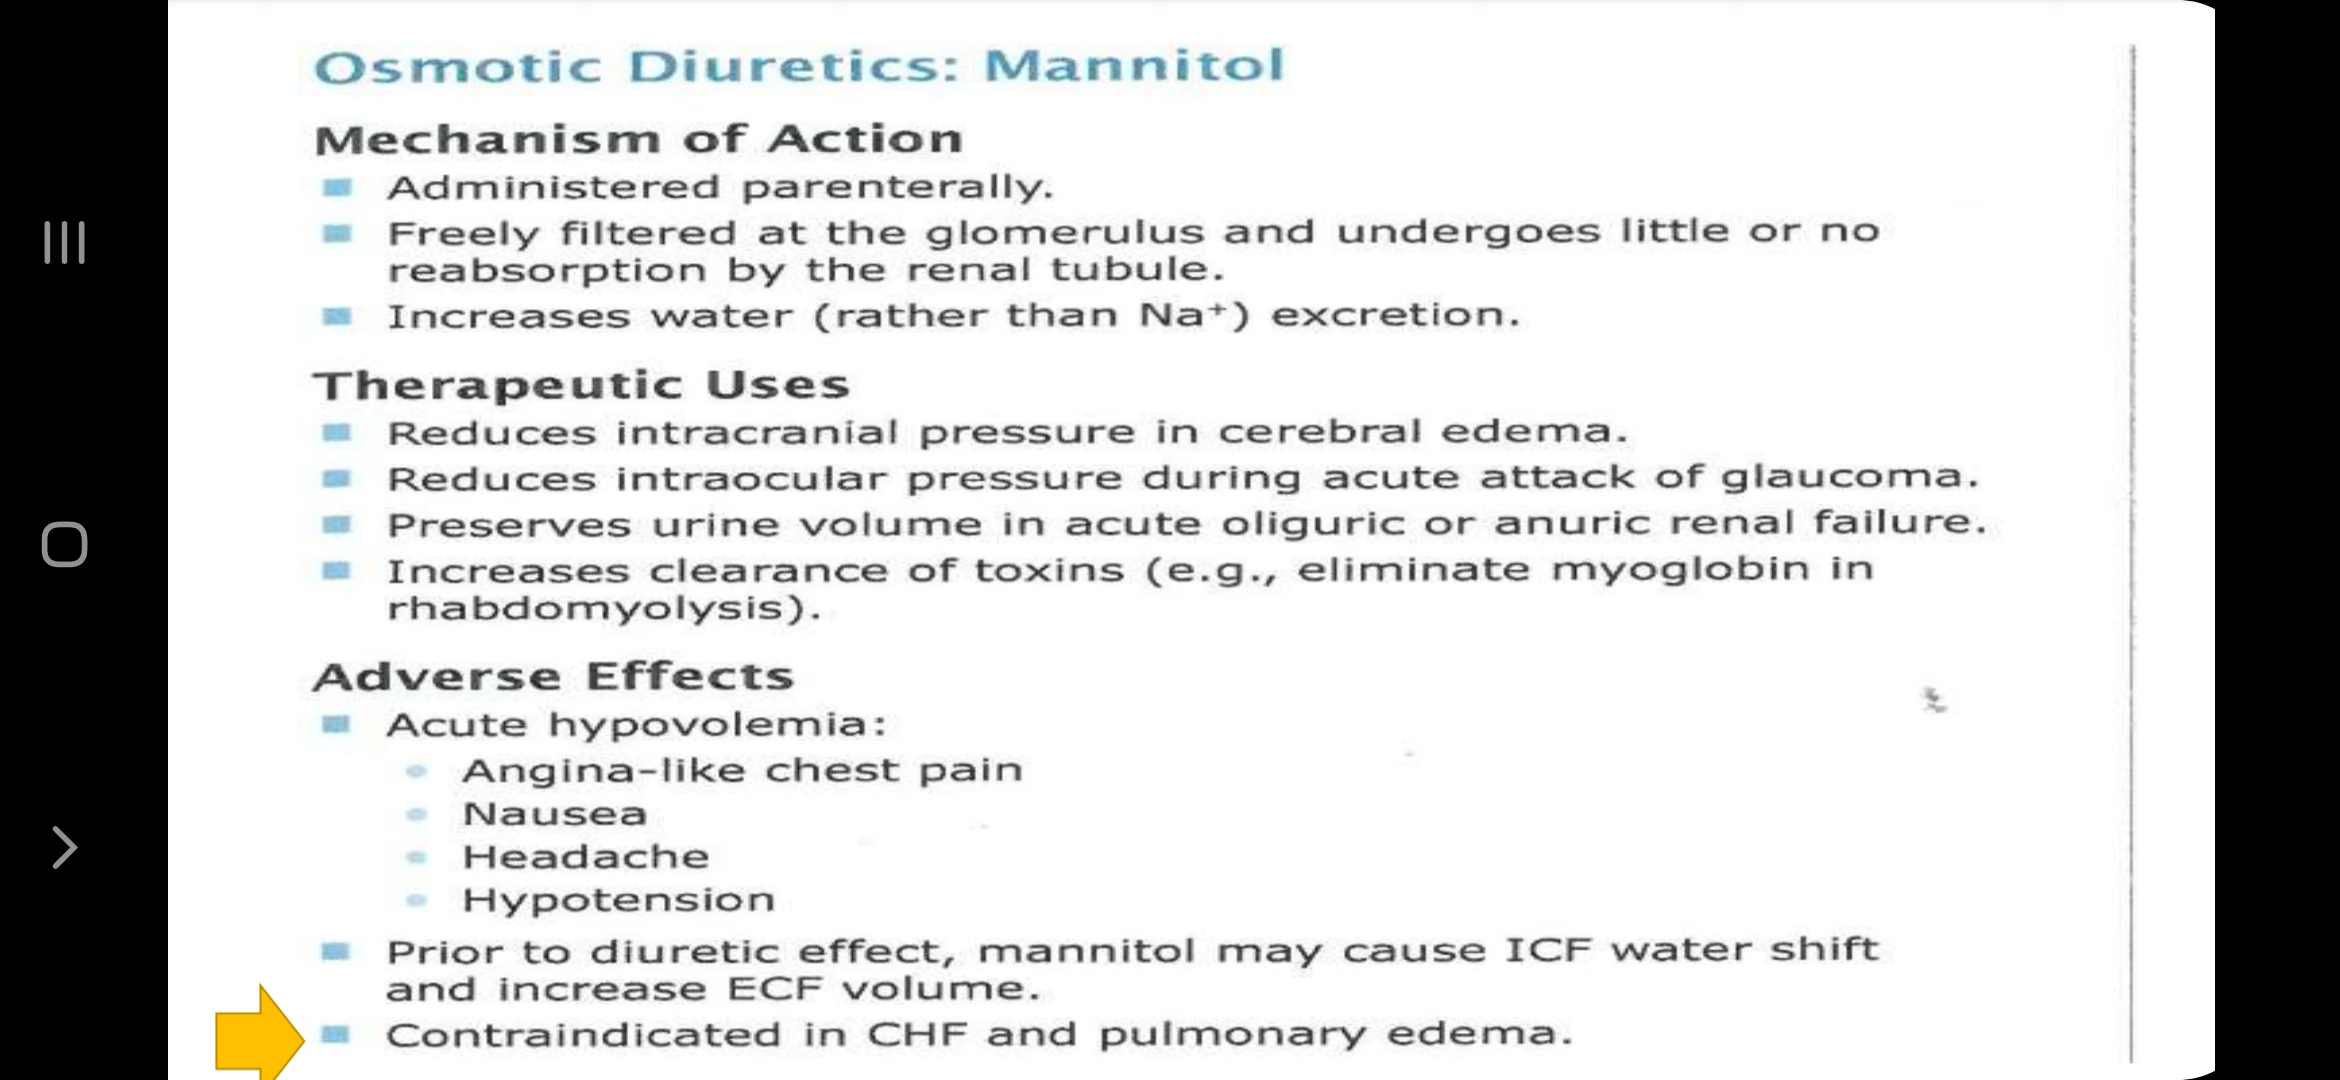 Osmotic Diuretics: Mannitol
Mechanism of Action
Administered parenterally.
Freely filtered at the glomerulus and undergoes little or no
reabsorption by the renal tubule.
Increases water (rather than Na⁺) excretion.
Therapeutic Uses
Reduces intracranial pressure in cerebral edema.
Reduces intraocular pressure during acute attack of glaucoma.
Preserves urine volume in acute oliguric or anuric renal failure.
Increases clearance of toxins (e.g., eliminate myoglobin in
rhabdomyolysis).
Adverse Effects
Acute hypovolemia:
Angina-like chest pain
Nausea
Headache
Hypotension
Prior to diuretic effect, mannitol may cause ICF water shift
and increase ECF volume.
Contraindicated in CHF and pulmonary edema.